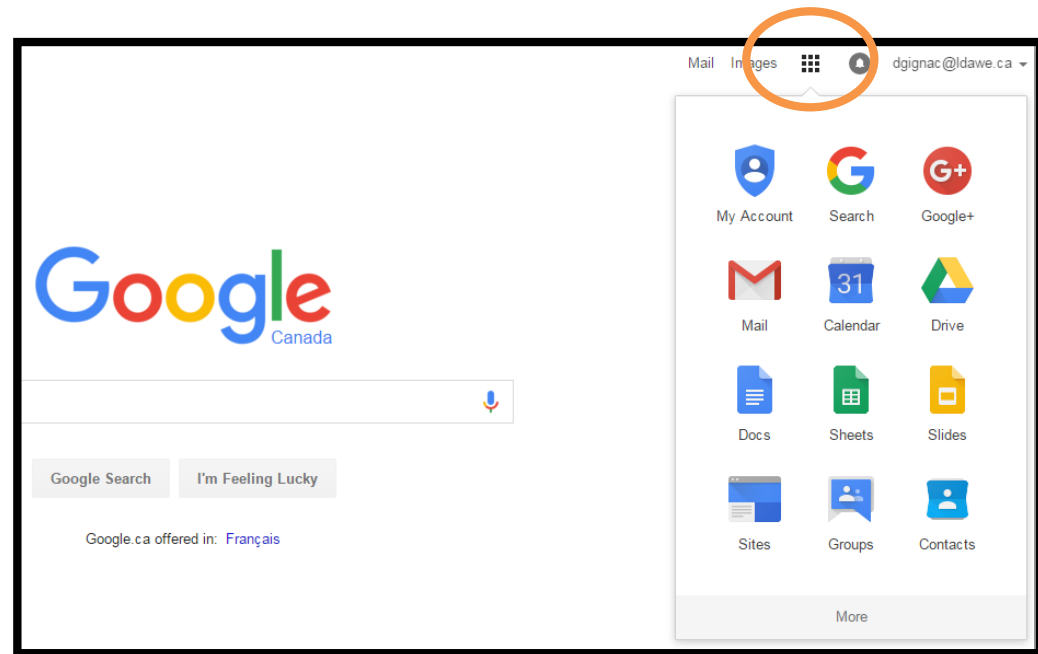 Mail Images dgignac@ldawe.ca
G+
My Account Search Google+
31
Mail Calendar Drive
Google
Canada
Docs Sheets Slides
Google Search I'm Feeling Lucky
Google.ca offered in: Français
Sites Groups Contacts
More